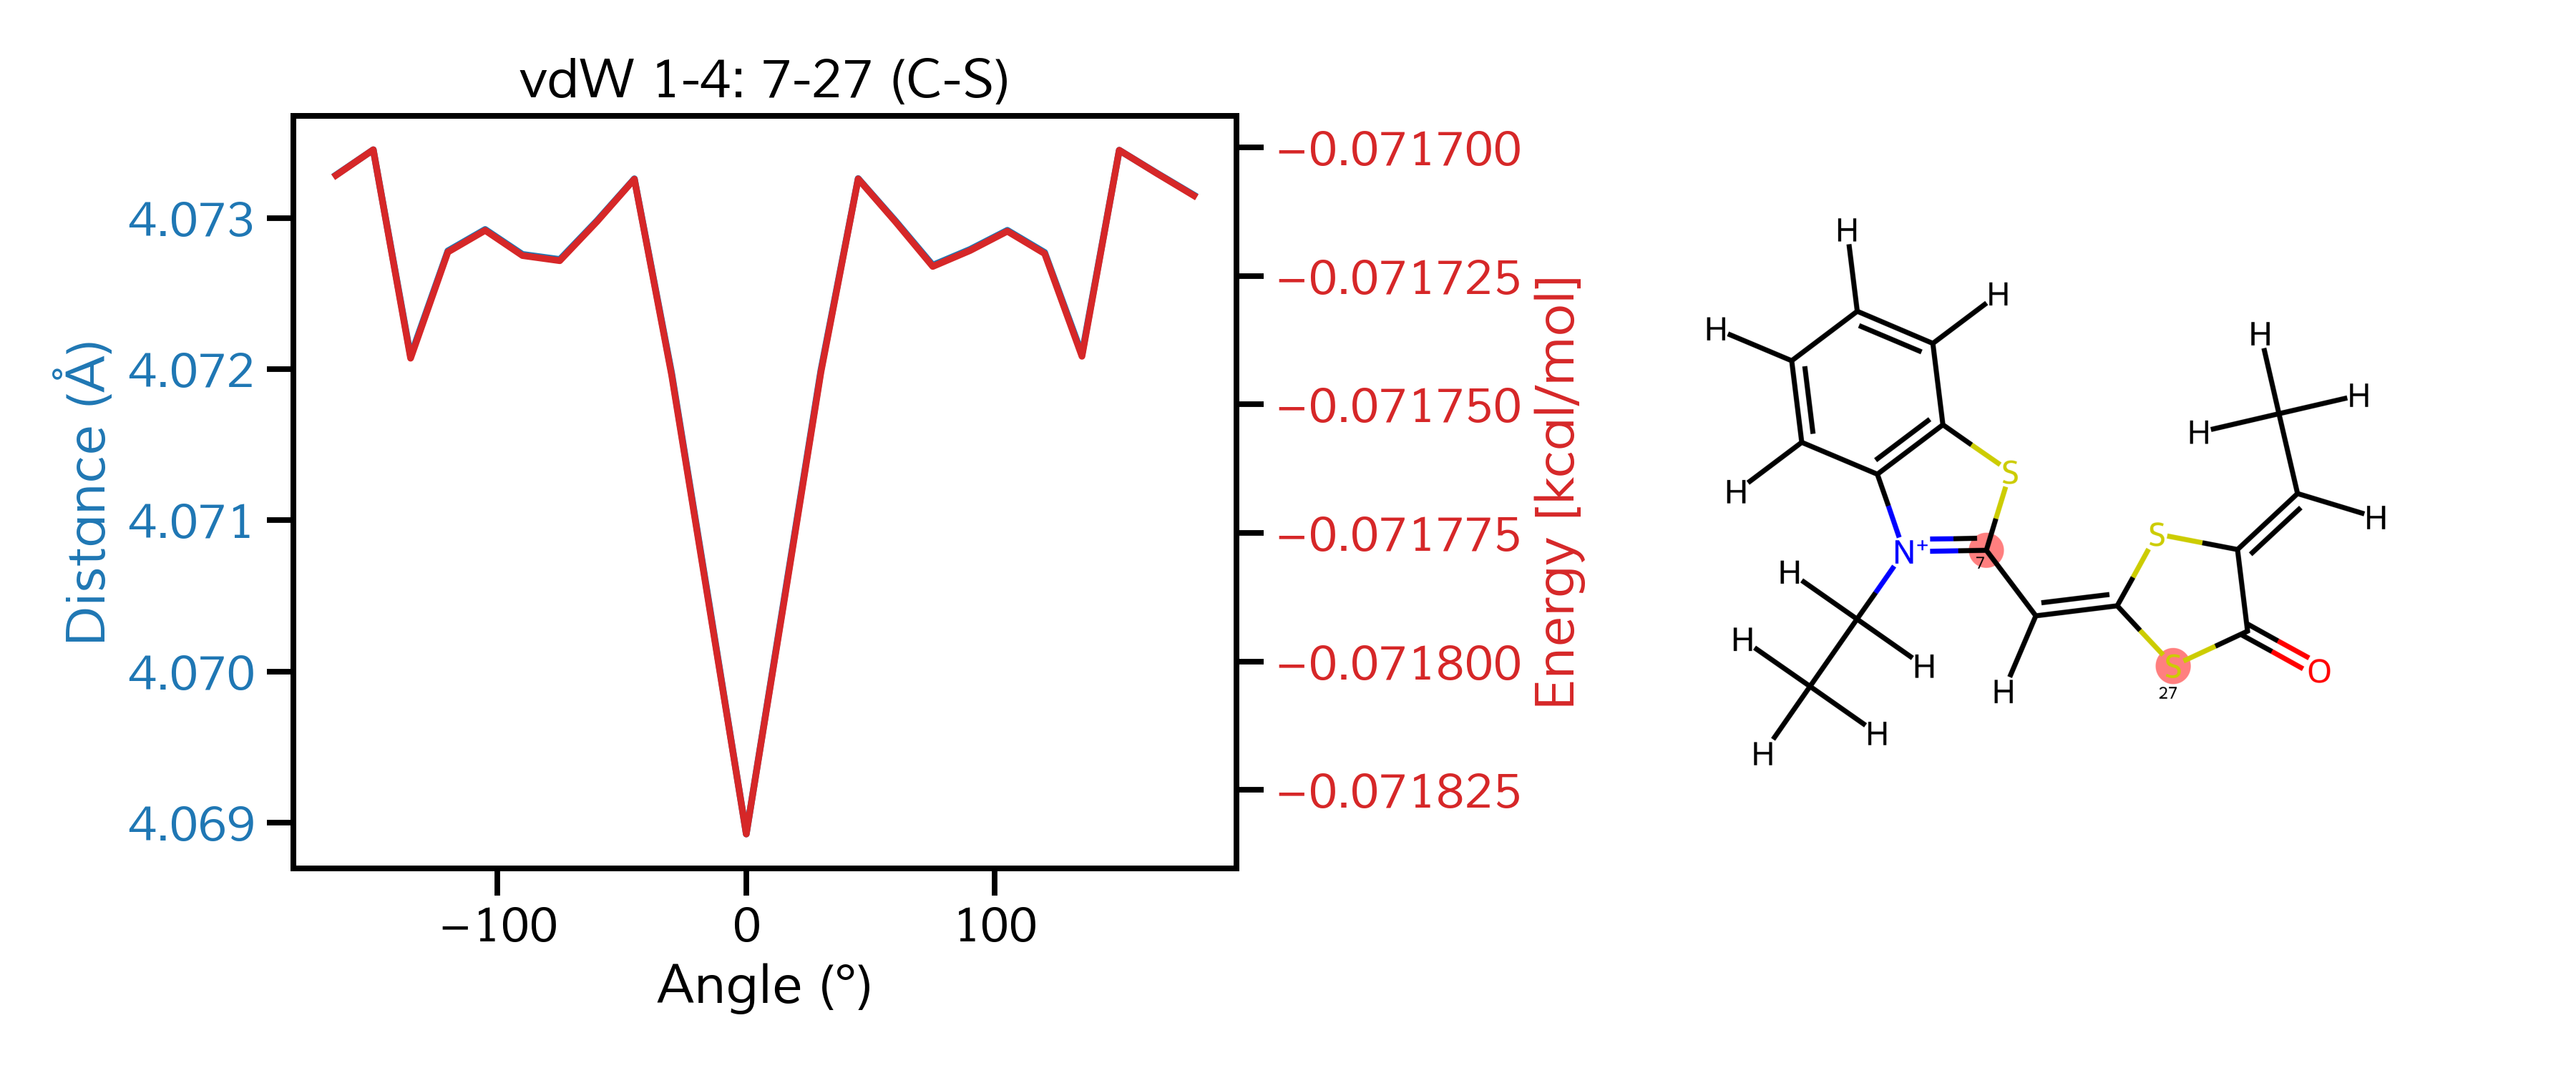 vdW 1-4: 7-27 (C-S)
Distance (Å)
4.073
4.072
4.071
4.070
4.069
−0.071700
−0.071725
−0.071750
−0.071775
−0.071800
−0.071825
Energy [kcal/mol]
−100
0
100
Angle (°)
H
H
H
H
H
H
H
S
H
S
N⁺
7
H
H
H
S
27
O
H
H
H